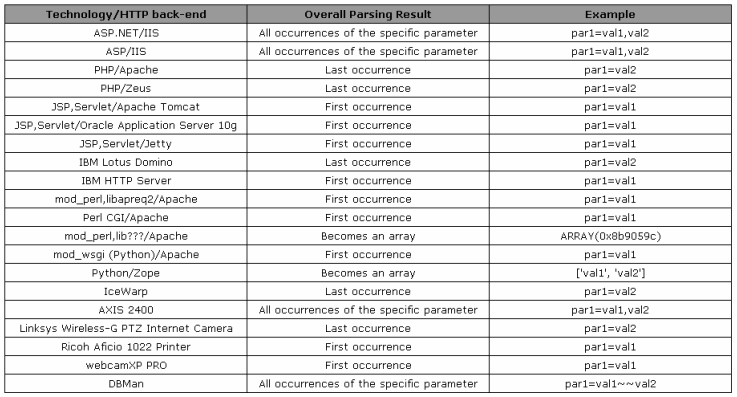 Technology/HTTP back-end Overall Parsing Result Example
ASP.NET/IIS All occurrences of the specific parameter par1=val1,val2
ASP/IIS All occurrences of the specific parameter par1=val1,val2
PHP/Apache Last occurrence par1=val2
PHP/Zeus Last occurrence par1=val2
JSP,Servlet/Apache Tomcat First occurrence par1=val1
JSP,Servlet/Oracle Application Server 10g First occurrence par1=val1
JSP,Servlet/Jetty First occurrence par1=val1
IBM Lotus Domino Last occurrence par1=val2
IBM HTTP Server First occurrence par1=val1
mod_perl,libapreq2/Apache First occurrence par1=val1
Perl CGI/Apache First occurrence par1=val1
mod_perl,lib???/Apache Becomes an array ARRAY(0x8b9059c)
mod_wsgi (Python)/Apache First occurrence par1=val1
Python/Zope Becomes an array ['val1', 'val2']
IceWarp Last occurrence par1=val2
AXIS 2400 All occurrences of the specific parameter par1=val1,val2
Linksys Wireless-G PTZ Internet Camera Last occurrence par1=val2
Ricoh Aficio 1022 Printer First occurrence par1=val1
webcamXP PRO First occurrence par1=val1
DBMan All occurrences of the specific parameter par1=val1~~val2